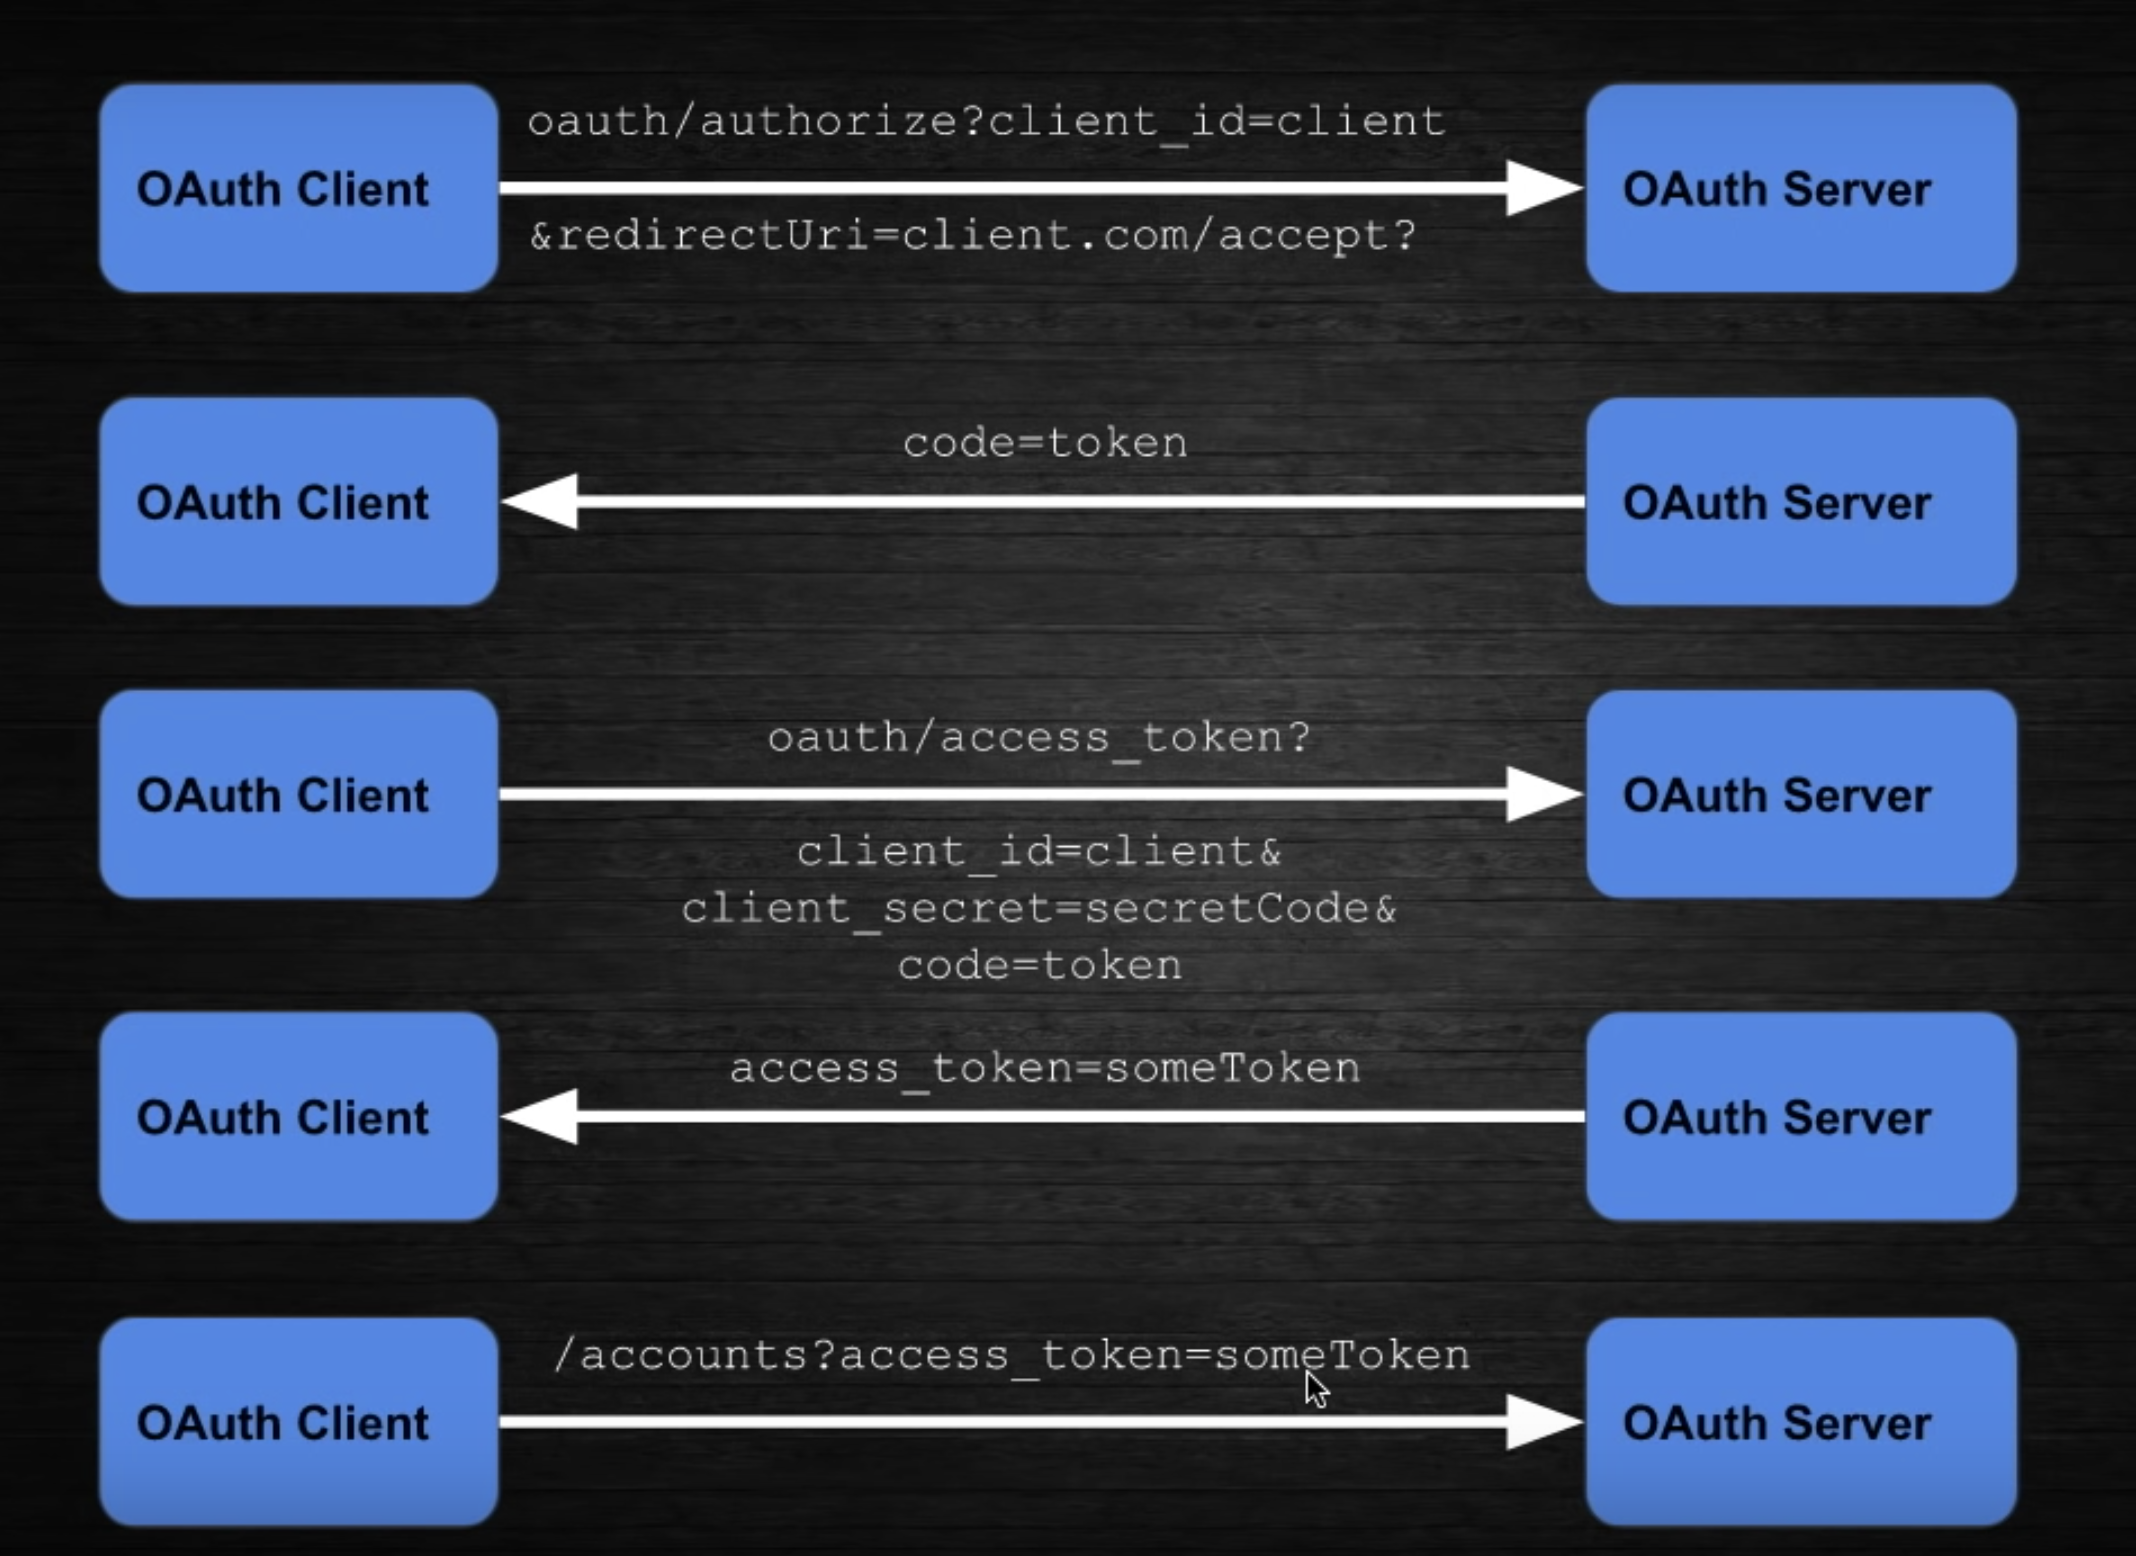 oauth/authorize?client_id=client
OAuth Client
OAuth Server
&redirectUri=client.com/accept?
code=token
OAuth Client
OAuth Server
oauth/access_token?
OAuth Client
OAuth Server
client_id=client&
client_secret=secretCode&
code=token
access_token=someToken
OAuth Client
OAuth Server
/accounts?access_token=someToken
OAuth Client
OAuth Server